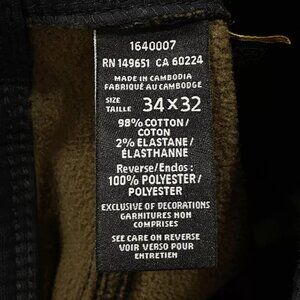 1640007
RN 149651 CA 60224
MADE IN CAMBODIA
FABRIQUÉ AU CAMBODGE
SIZE
TAILLE 34×32
98% COTTON/
COTON
2% ELASTANE/
ÉLASTHANNE
Reverse/Endos:
100% POLYESTER/
POLYESTER
EXCLUSIVE OF DECORATIONS
GARNITURES NON
COMPRISES
SEE CARE ON REVERSE
VOIR VERSO POUR
ENTRETIEN